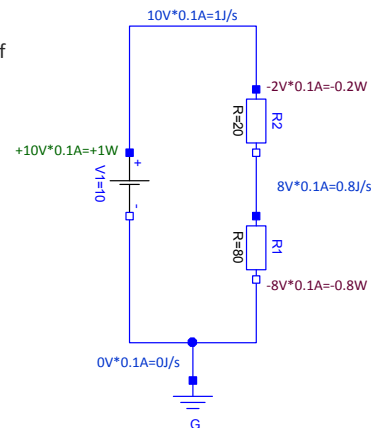 10V*0.1A=1J/s
f
-2V*0.1A=-0.2W
R2
R=20
+10V*0.1A=+1W
+
V1=10
-
8V*0.1A=0.8J/s
R1
R=80
-8V*0.1A=-0.8W
0V*0.1A=0J/s
G